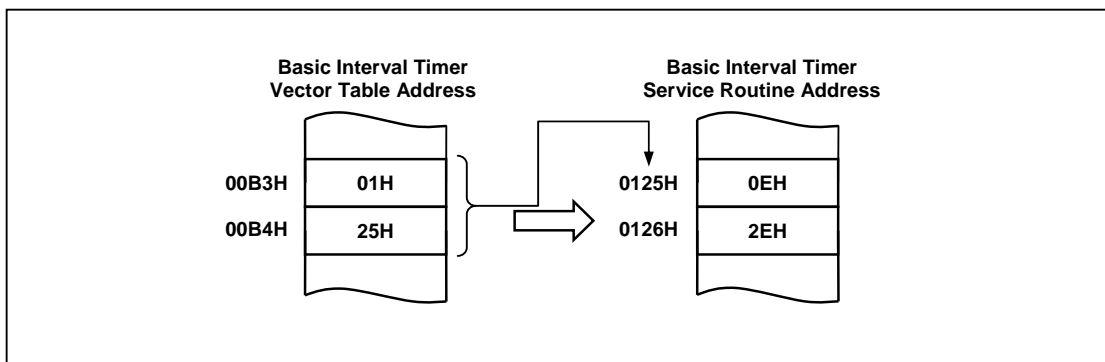 Basic Interval Timer
Vector Table Address
00B3H 01H
00B4H 25H
Basic Interval Timer
Service Routine Address
0125H 0EH
0126H 2EH